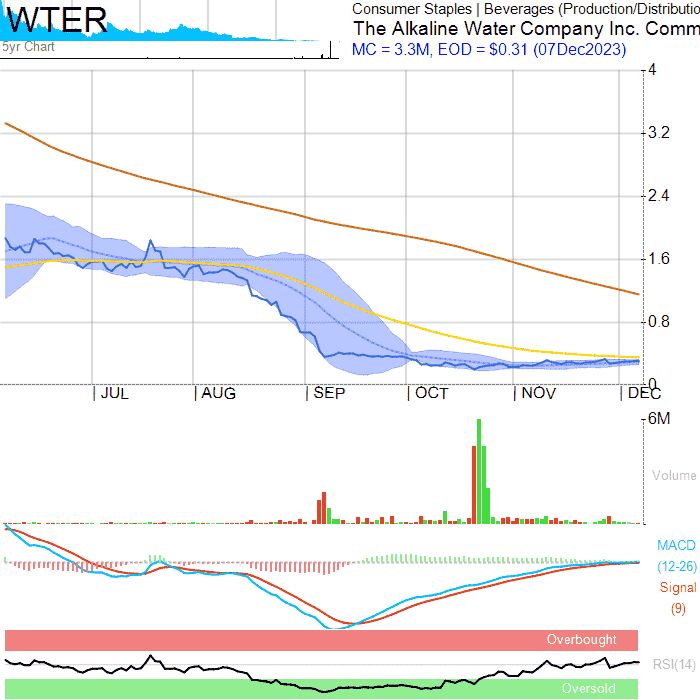 WTER
Consumer Staples | Beverages (Production/Distributio
5yr Chart
The Alkaline Water Company Inc. Comm
MC = 3.3M, EOD = $0.31 (07Dec2023)
4
3.2
2.4
1.6
0.8
0
JUL AUG SEP OCT NOV DEC
6M
Volume
MACD
(12-26)
Signal
(9)
Overbought
RSI(14)
Oversold